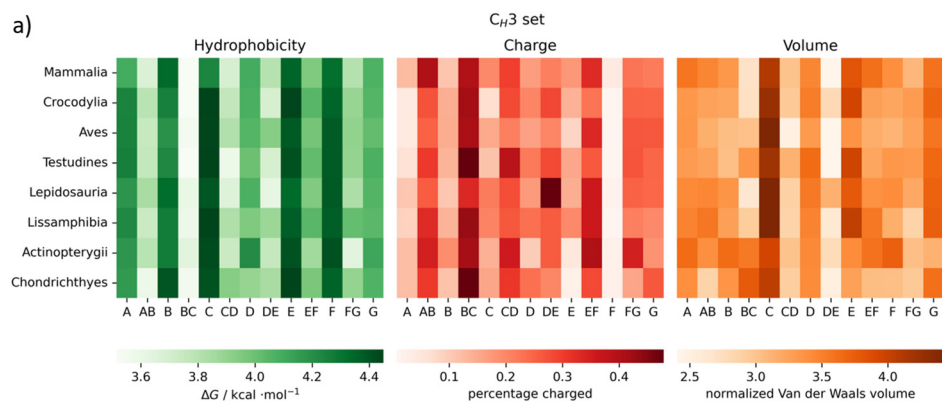 a)
C_H3 set
Hydrophobicity
Charge
Volume
Mammalia
Crocodylia
Aves
Testudines
Lepidosauria
Lissamphibia
Actinopterygii
Chondrichthyes
A AB B BC C CD D DE E EF F FG G
A AB B BC C CD D DE E EF F FG G
A AB B BC C CD D DE E EF F FG G
3.6 3.8 4.0 4.2 4.4
ΔG / kcal ·mol⁻¹
0.1 0.2 0.3 0.4
percentage charged
2.5 3.0 3.5 4.0
normalized Van der Waals volume